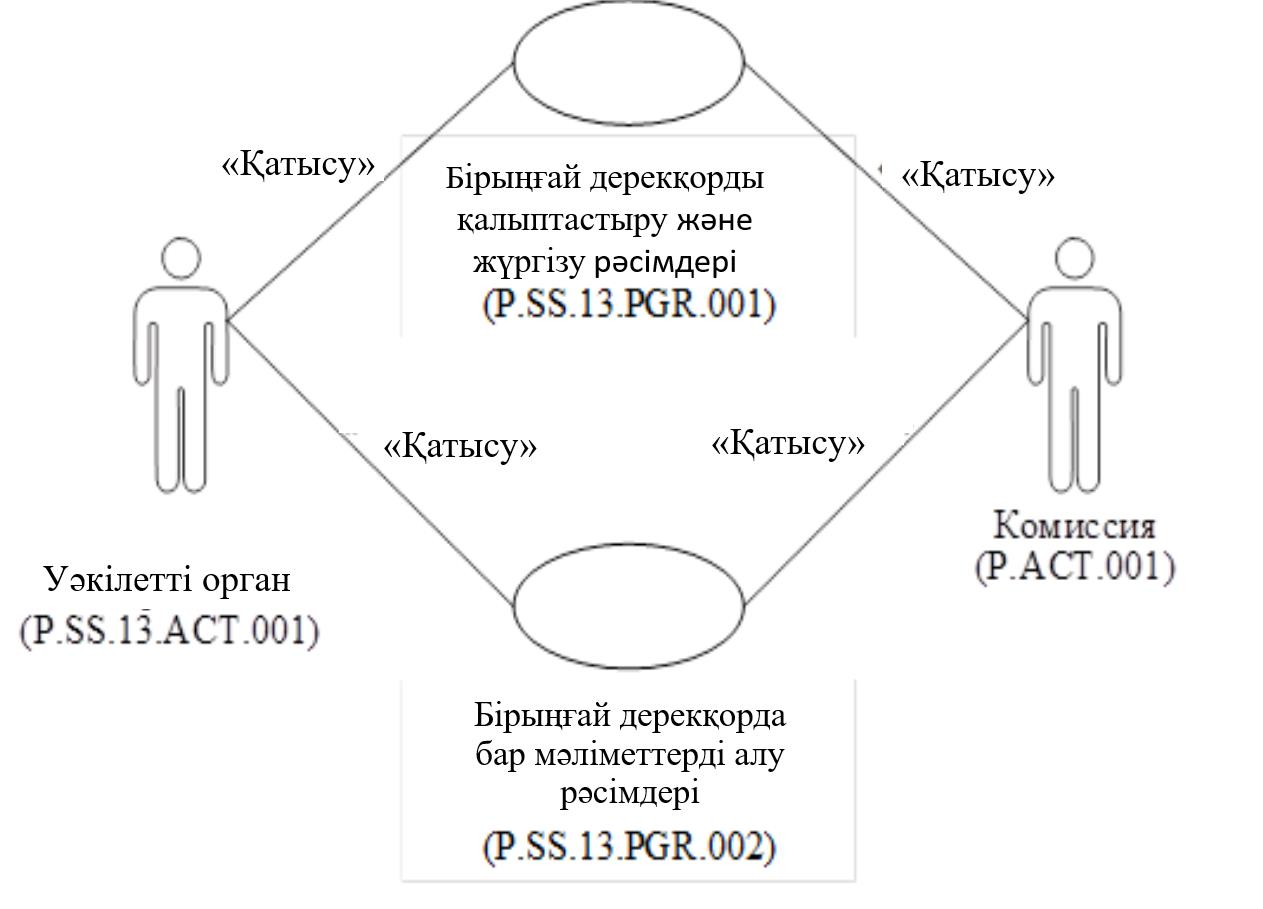 «Қатысу»
«Қатысу»
Бірыңғай дерекқорды
қалыптастыру және
жүргізу рәсімдері
(P.SS.13.PGR.001)
«Қатысу»
«Қатысу»
Комиссия
(P.ACT.001)
Уәкілетті орган
(P.SS.13.ACT.001)
Бірыңғай дерекқорда
бар мәліметтерді алу
рәсімдері
(P.SS.13.PGR.002)